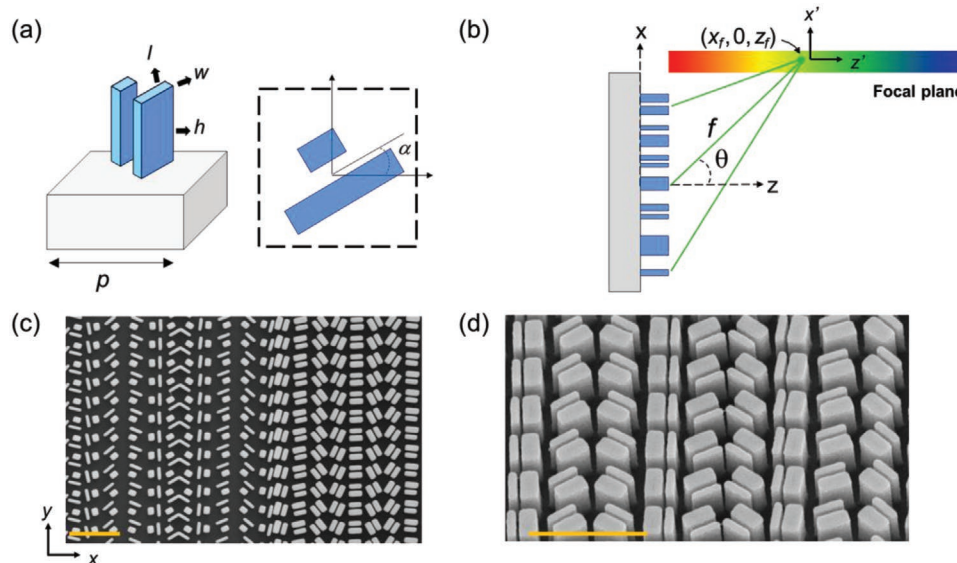 (a)
l
w
h
α
p
(b)
x
(x_f, 0, z_f)
x'
z'
Focal plane
f
θ
z
(c)
y
x
(d)